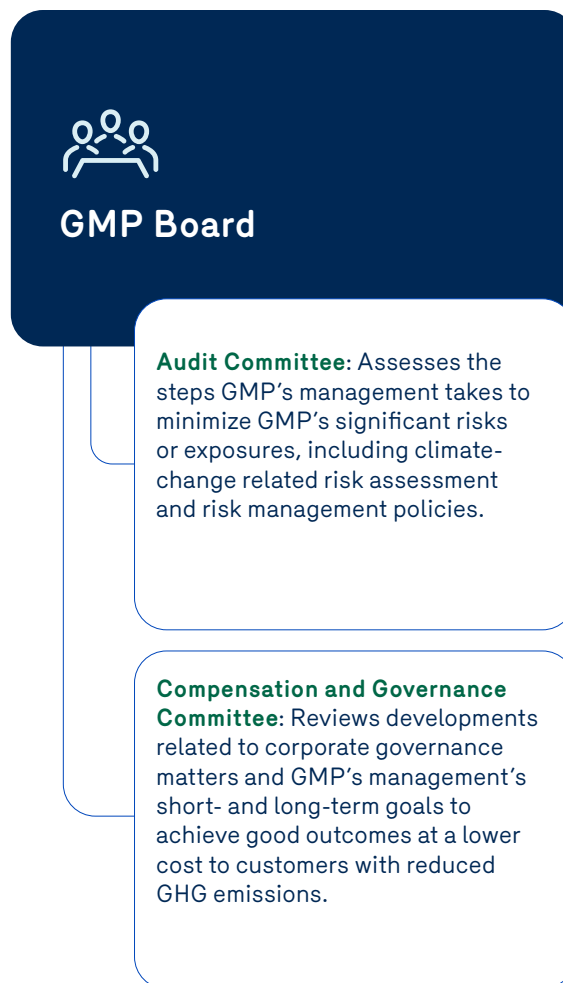 GMP Board
Audit Committee: Assesses the
steps GMP’s management takes to
minimize GMP’s significant risks
or exposures, including climate-
change related risk assessment
and risk management policies.
Compensation and Governance
Committee: Reviews developments
related to corporate governance
matters and GMP’s management’s
short- and long-term goals to
achieve good outcomes at a lower
cost to customers with reduced
GHG emissions.